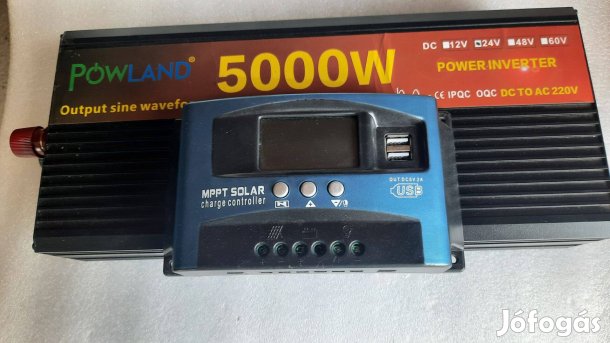 POWLAND®
5000W
DC 12V 24V 48V 60V
POWER INVERTER
CE IPQC OQC DC TO AC 220V
Output sine wavefo
OUT DC5V 2A
USB
MPPT SOLAR
charge controller
Jófogás